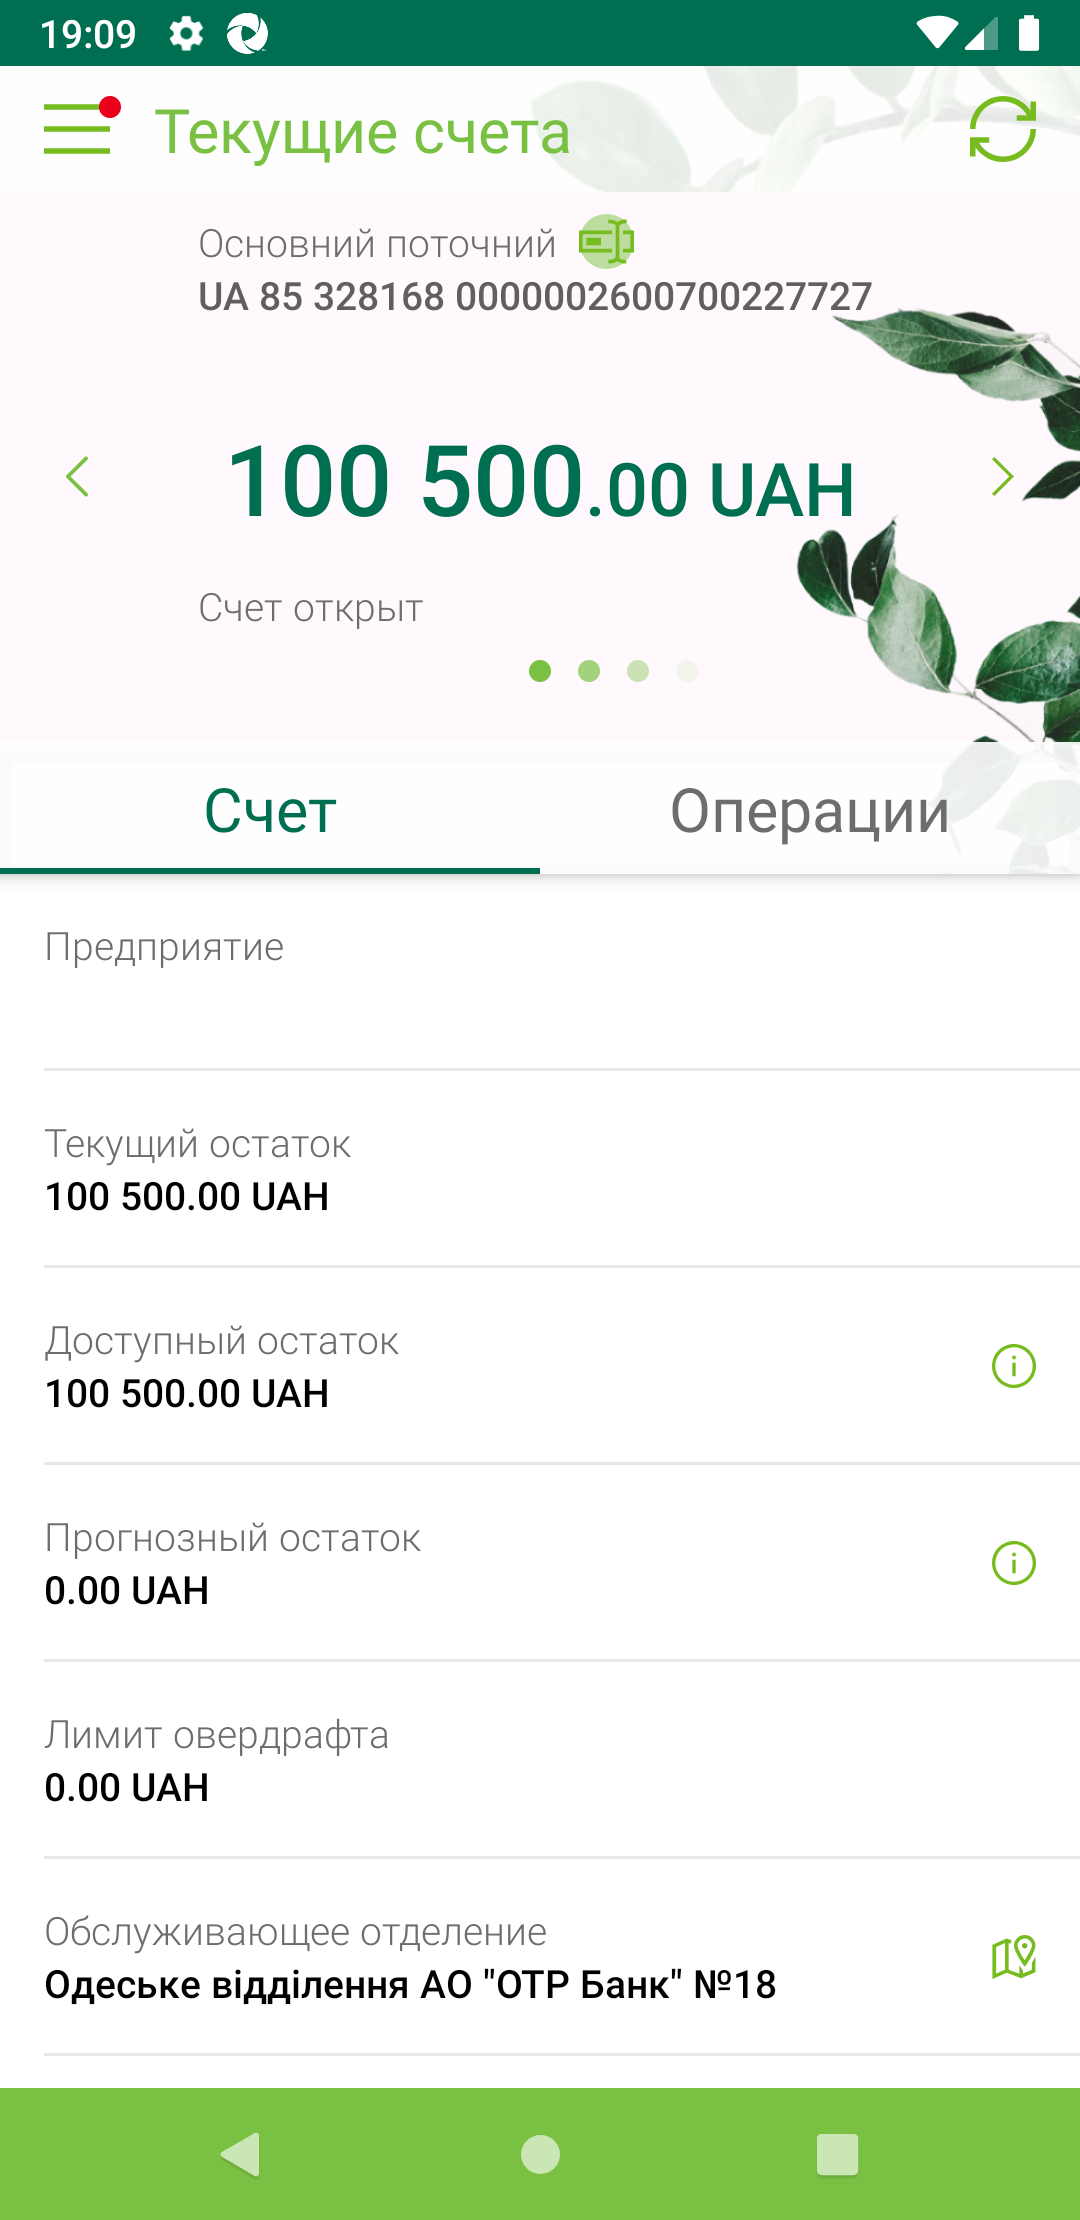 19:09
Текущие счета
Основний поточний
UA 85 328168 0000002600700227727
100 500.00 UAH
Счет открыт
Счет
Операции
Предприятие
Текущий остаток
100 500.00 UAH
Доступный остаток
100 500.00 UAH
Прогнозный остаток
0.00 UAH
Лимит овердрафта
0.00 UAH
Обслуживающее отделение
Одеське відділення АО "ОТР Банк" №18